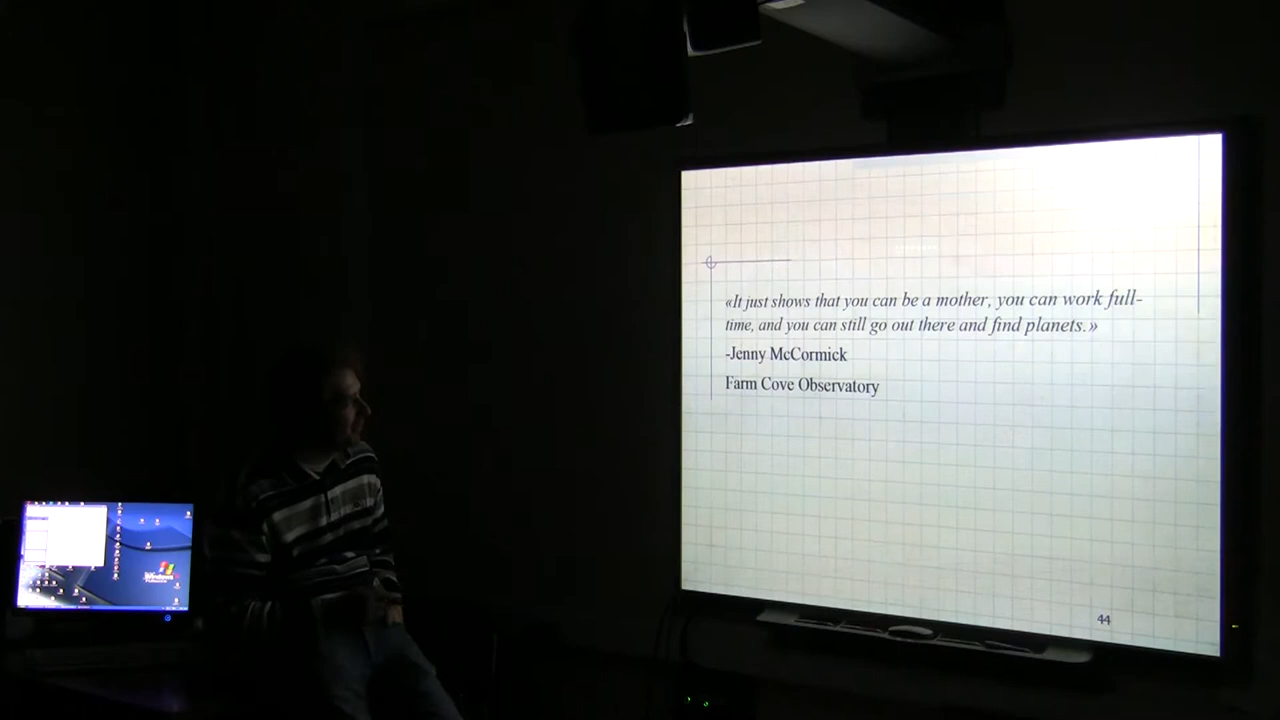 «It just shows that you can be a mother, you can work full-
time, and you can still go out there and find planets.»
-Jenny McCormick
Farm Cove Observatory
44
Windows